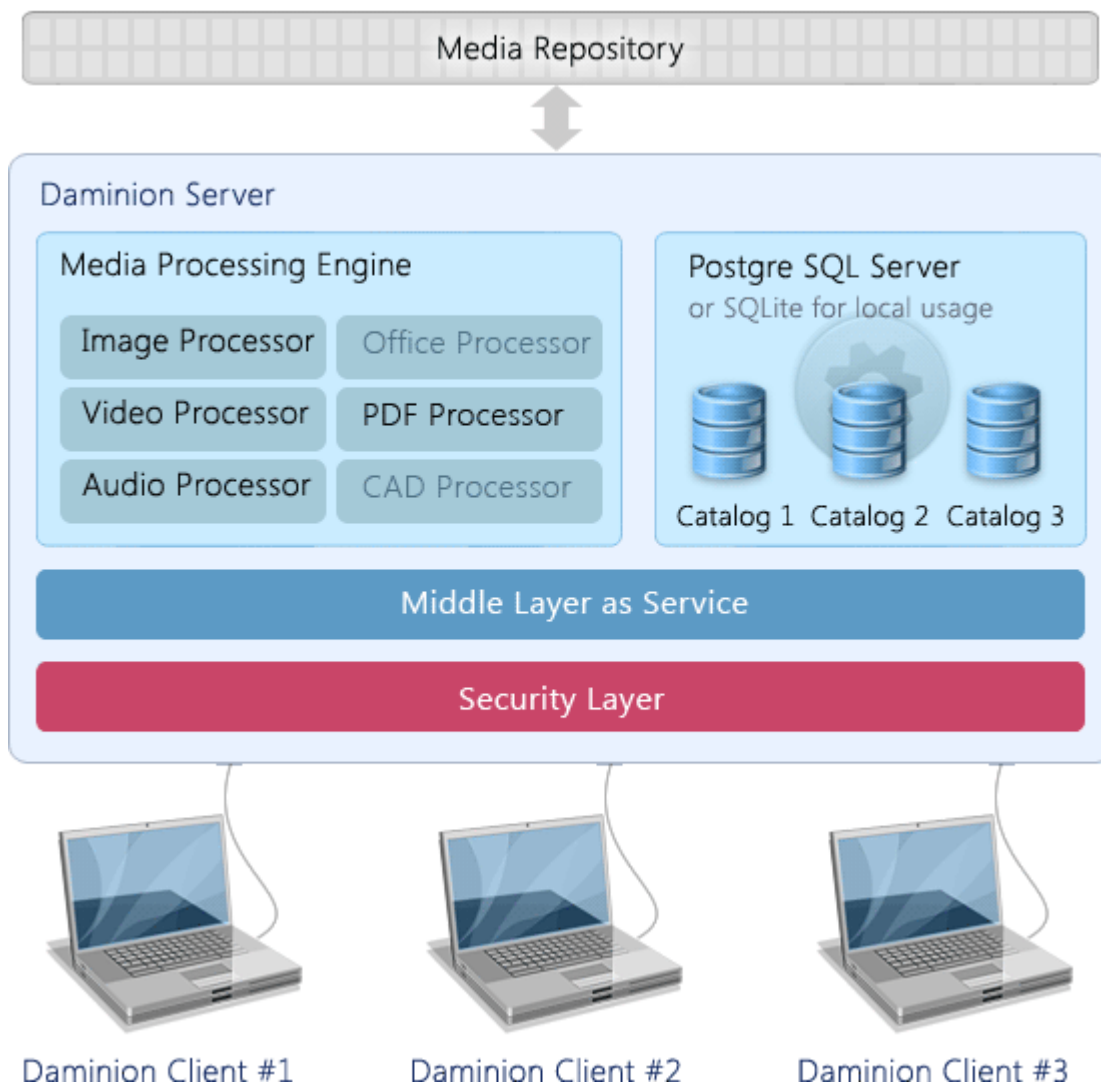 Media Repository
Daminion Server
Media Processing Engine
Image Processor
Office Processor
Video Processor
PDF Processor
Audio Processor
CAD Processor
Postgre SQL Server
or SQLite for local usage
Catalog 1
Catalog 2
Catalog 3
Middle Layer as Service
Security Layer
Daminion Client #1
Daminion Client #2
Daminion Client #3